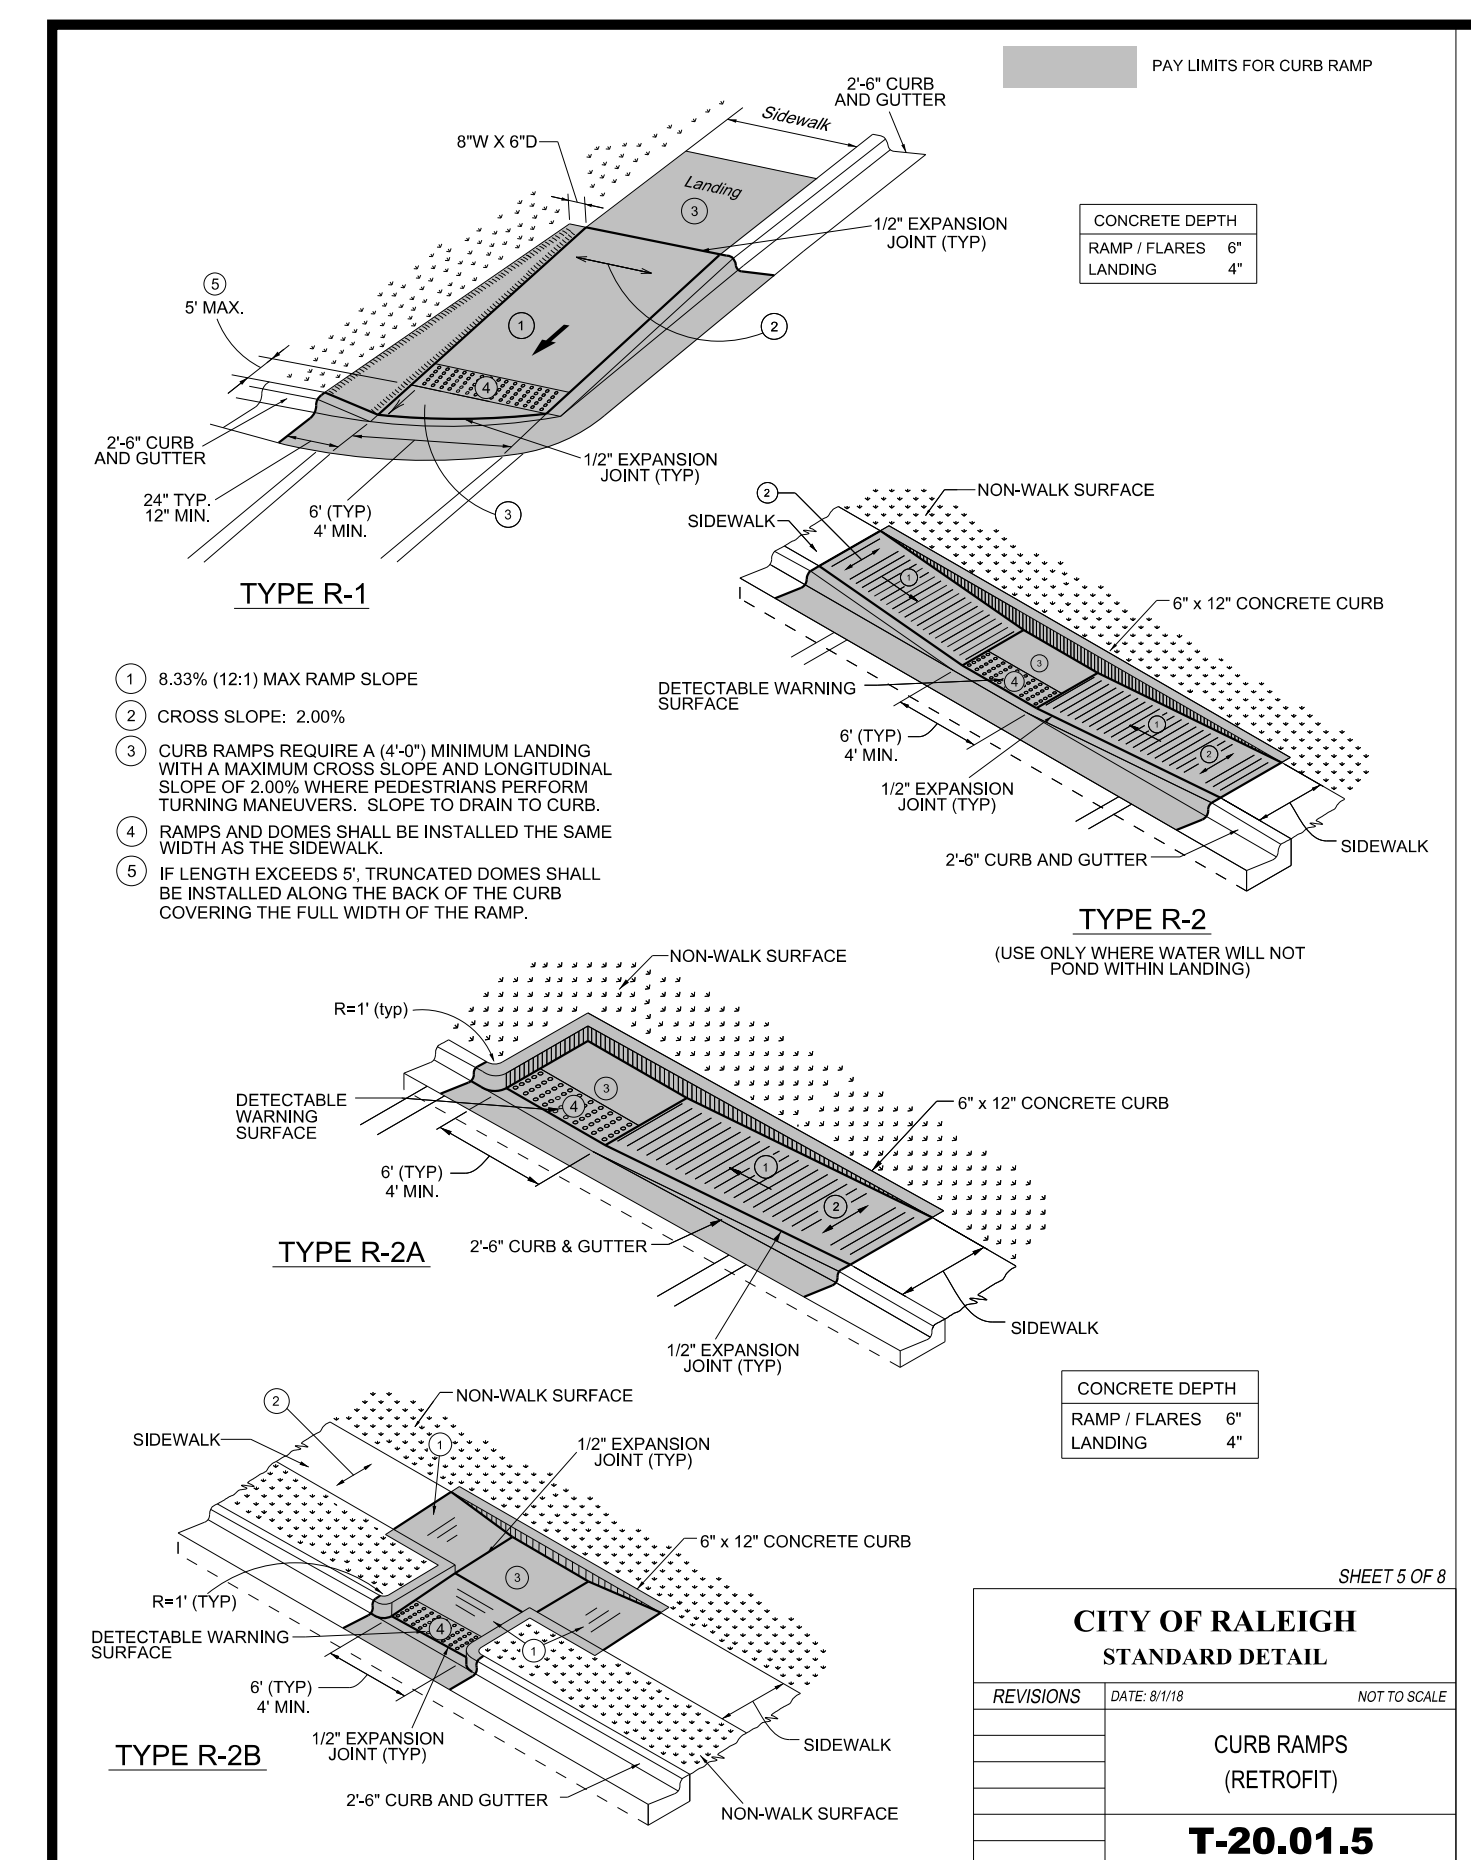 PAY LIMITS FOR CURB RAMP
2'-6" CURB
AND GUTTER
Sidewalk
8"W X 6"D
Landing
3
1/2" EXPANSION
JOINT (TYP)
CONCRETE DEPTH
RAMP / FLARES 6"
LANDING 4"
5
5' MAX.
1
2
4
2'-6" CURB
AND GUTTER
1/2" EXPANSION
JOINT (TYP)
24" TYP.
12" MIN.
6' (TYP)
4' MIN.
3
TYPE R-1
2
NON-WALK SURFACE
SIDEWALK
1
6" x 12" CONCRETE CURB
3
4
DETECTABLE WARNING
SURFACE
1
2
6' (TYP)
4' MIN.
1/2" EXPANSION
JOINT (TYP)
SIDEWALK
2'-6" CURB AND GUTTER
TYPE R-2
(USE ONLY WHERE WATER WILL NOT
POND WITHIN LANDING)
1 8.33% (12:1) MAX RAMP SLOPE
2 CROSS SLOPE: 2.00%
3 CURB RAMPS REQUIRE A (4'-0") MINIMUM LANDING
WITH A MAXIMUM CROSS SLOPE AND LONGITUDINAL
SLOPE OF 2.00% WHERE PEDESTRIANS PERFORM
TURNING MANEUVERS. SLOPE TO DRAIN TO CURB.
4 RAMPS AND DOMES SHALL BE INSTALLED THE SAME
WIDTH AS THE SIDEWALK.
5 IF LENGTH EXCEEDS 5', TRUNCATED DOMES SHALL
BE INSTALLED ALONG THE BACK OF THE CURB
COVERING THE FULL WIDTH OF THE RAMP.
NON-WALK SURFACE
R=1' (typ)
DETECTABLE
WARNING
SURFACE
3
4
6" x 12" CONCRETE CURB
6' (TYP)
4' MIN.
1
2
TYPE R-2A
2'-6" CURB & GUTTER
SIDEWALK
1/2" EXPANSION
JOINT (TYP)
CONCRETE DEPTH
RAMP / FLARES 6"
LANDING 4"
2
NON-WALK SURFACE
SIDEWALK
1
1/2" EXPANSION
JOINT (TYP)
6" x 12" CONCRETE CURB
3
R=1' (TYP)
DETECTABLE WARNING
SURFACE
4
1
6' (TYP)
4' MIN.
1/2" EXPANSION
JOINT (TYP)
SIDEWALK
TYPE R-2B
2'-6" CURB AND GUTTER
NON-WALK SURFACE
SHEET 5 OF 8
CITY OF RALEIGH
STANDARD DETAIL
REVISIONS DATE: 8/1/18 NOT TO SCALE
CURB RAMPS
(RETROFIT)
T-20.01.5